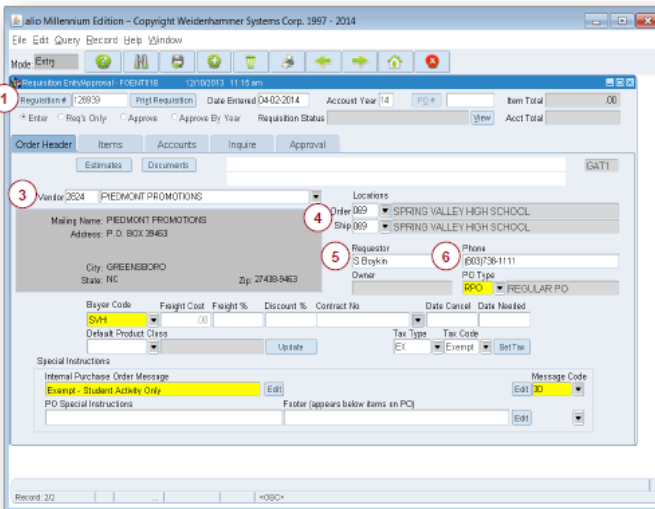 alio Millennium Edition – Copyright Weidenhammer Systems Corp. 1997 - 2014
File Edit Query Record Help Window
Mode: Entry
Requisition Entry/Approval - FOENT01B 12/10/2013 11:15 am
1 Requisition # 128939 Print Requisition Date Entered 04-02-2014 Account Year 14 PO # Item Total .00
Enter Req's Only Approve Approve By Year Requisition Status View Acct Total
Order Header Items Accounts Inquire Approval
Estimates Documents GAT1
3 Vendor 2624 PIEDMONT PROMOTIONS Locations
4 Order 069 SPRING VALLEY HIGH SCHOOL
Mailing Name: PIEDMONT PROMOTIONS Ship 069 SPRING VALLEY HIGH SCHOOL
Address: P.O. BOX 39463
5 Requestor 6 Phone
S Boykin (803)736-1111
City: GREENSBORO Owner PO Type
State: NC Zip: 27438-9463 RPO REGULAR PO
Buyer Code Freight Cost Freight % Discount % Contract No Date Cancel Date Needed
SVH .00
Default Product Class Tax Type Tax Code
Update EX Exempt Set Tax
Special Instructions
Internal Purchase Order Message Message Code
Exempt - Student Activity Only Edit Edit 3D
PO Special Instructions Footer (appears below items on PO)
Edit
Record: 2/2 ... <OSC>